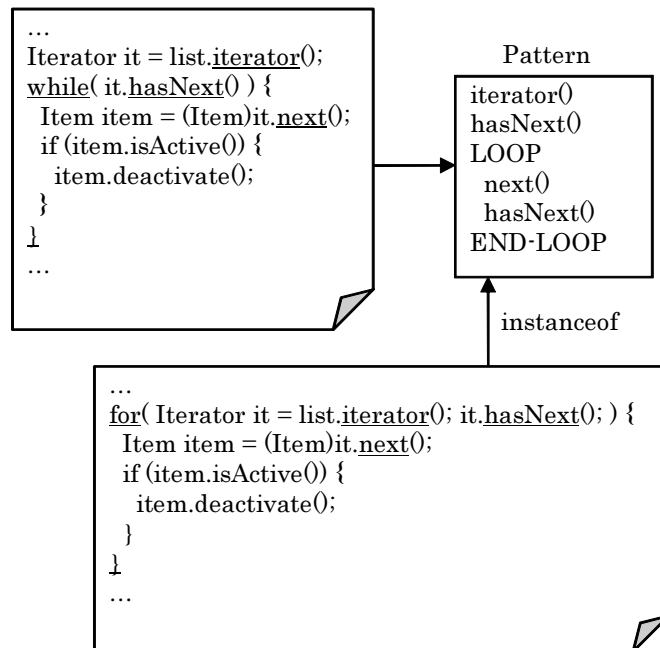 ...
Iterator it = list.iterator();
while( it.hasNext() ) {
Item item = (Item)it.next();
if (item.isActive()) {
item.deactivate();
}
}
...
Pattern
iterator()
hasNext()
LOOP
next()
hasNext()
END-LOOP
instanceof
...
for( Iterator it = list.iterator(); it.hasNext(); ) {
Item item = (Item)it.next();
if (item.isActive()) {
item.deactivate();
}
}
...